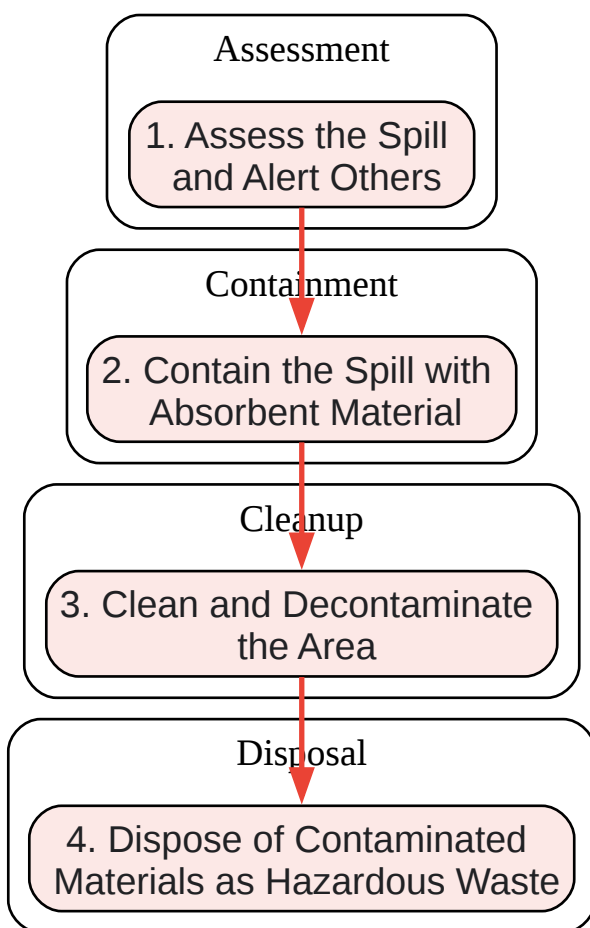 Assessment
1. Assess the Spill
and Alert Others
Containment
2. Contain the Spill with
Absorbent Material
Cleanup
3. Clean and Decontaminate
the Area
Disposal
4. Dispose of Contaminated
Materials as Hazardous Waste